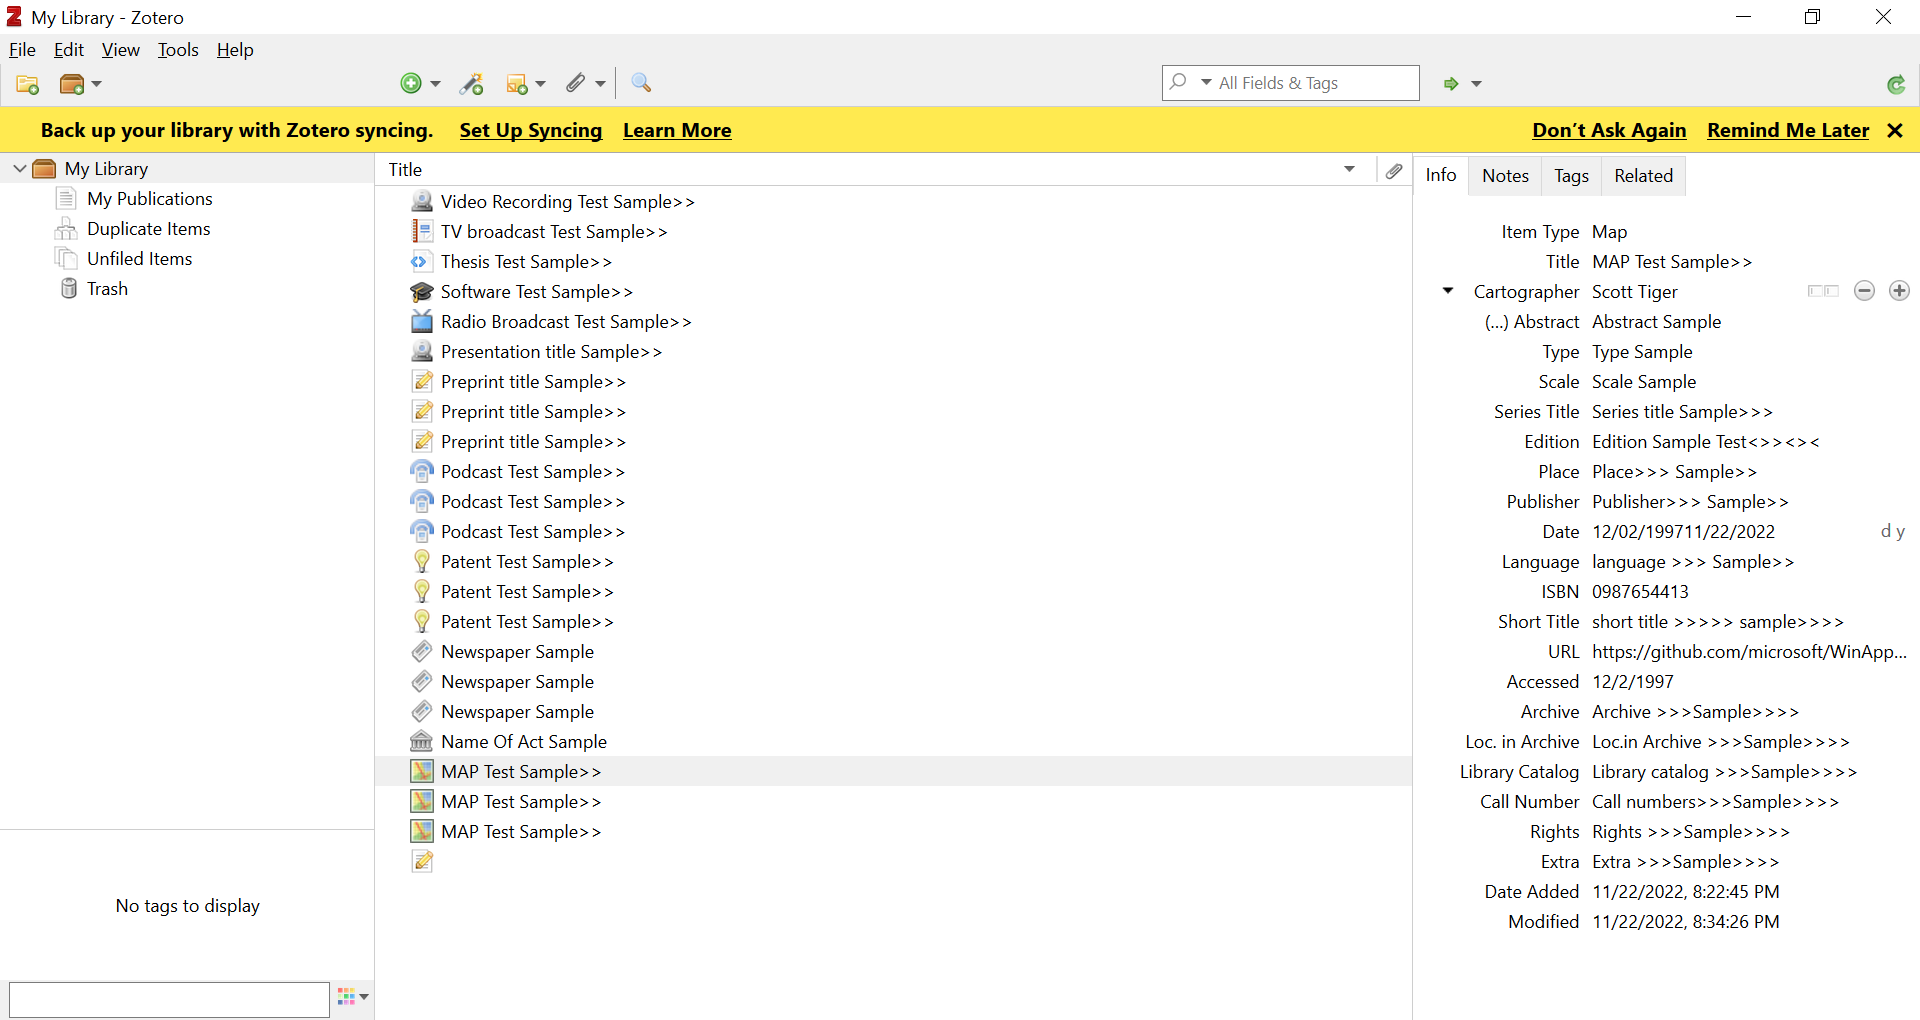 My Library - Zotero
File Edit View Tools Help
All Fields & Tags
Back up your library with Zotero syncing. Set Up Syncing Learn More Don't Ask Again Remind Me Later
My Library
My Publications
Duplicate Items
Unfiled Items
Trash
No tags to display
Title
Video Recording Test Sample>>
TV broadcast Test Sample>>
Thesis Test Sample>>
Software Test Sample>>
Radio Broadcast Test Sample>>
Presentation title Sample>>
Preprint title Sample>>
Preprint title Sample>>
Preprint title Sample>>
Podcast Test Sample>>
Podcast Test Sample>>
Podcast Test Sample>>
Patent Test Sample>>
Patent Test Sample>>
Patent Test Sample>>
Newspaper Sample
Newspaper Sample
Newspaper Sample
Name Of Act Sample
MAP Test Sample>>
MAP Test Sample>>
MAP Test Sample>>
Info Notes Tags Related
Item Type Map
Title MAP Test Sample>>
Cartographer Scott Tiger
(...) Abstract Abstract Sample
Type Type Sample
Scale Scale Sample
Series Title Series title Sample>>>
Edition Edition Sample Test<>><><
Place Place>>> Sample>>
Publisher Publisher>>> Sample>>
Date 12/02/199711/22/2022 d y
Language language >>> Sample>>
ISBN 0987654413
Short Title short title >>>>> sample>>>>
URL https://github.com/microsoft/WinApp...
Accessed 12/2/1997
Archive Archive >>>Sample>>>>
Loc. in Archive Loc.in Archive >>>Sample>>>>
Library Catalog Library catalog >>>Sample>>>>
Call Number Call numbers>>>Sample>>>>
Rights Rights >>>Sample>>>>
Extra Extra >>>Sample>>>>
Date Added 11/22/2022, 8:22:45 PM
Modified 11/22/2022, 8:34:26 PM